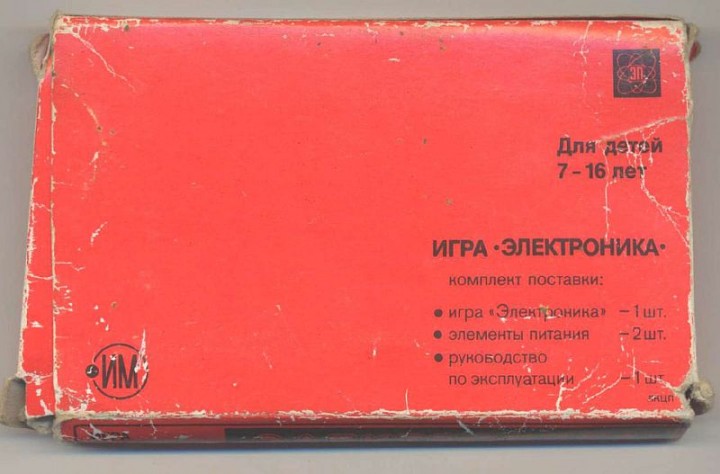 ЭП
Для детей
7 – 16 лет
ИГРА • ЭЛЕКТРОНИКА •
комплект поставки:
• игра «Электроника» – 1 шт.
• элементы питания – 2 шт.
• руководство
по эксплуатации – 1 шт
ИМ